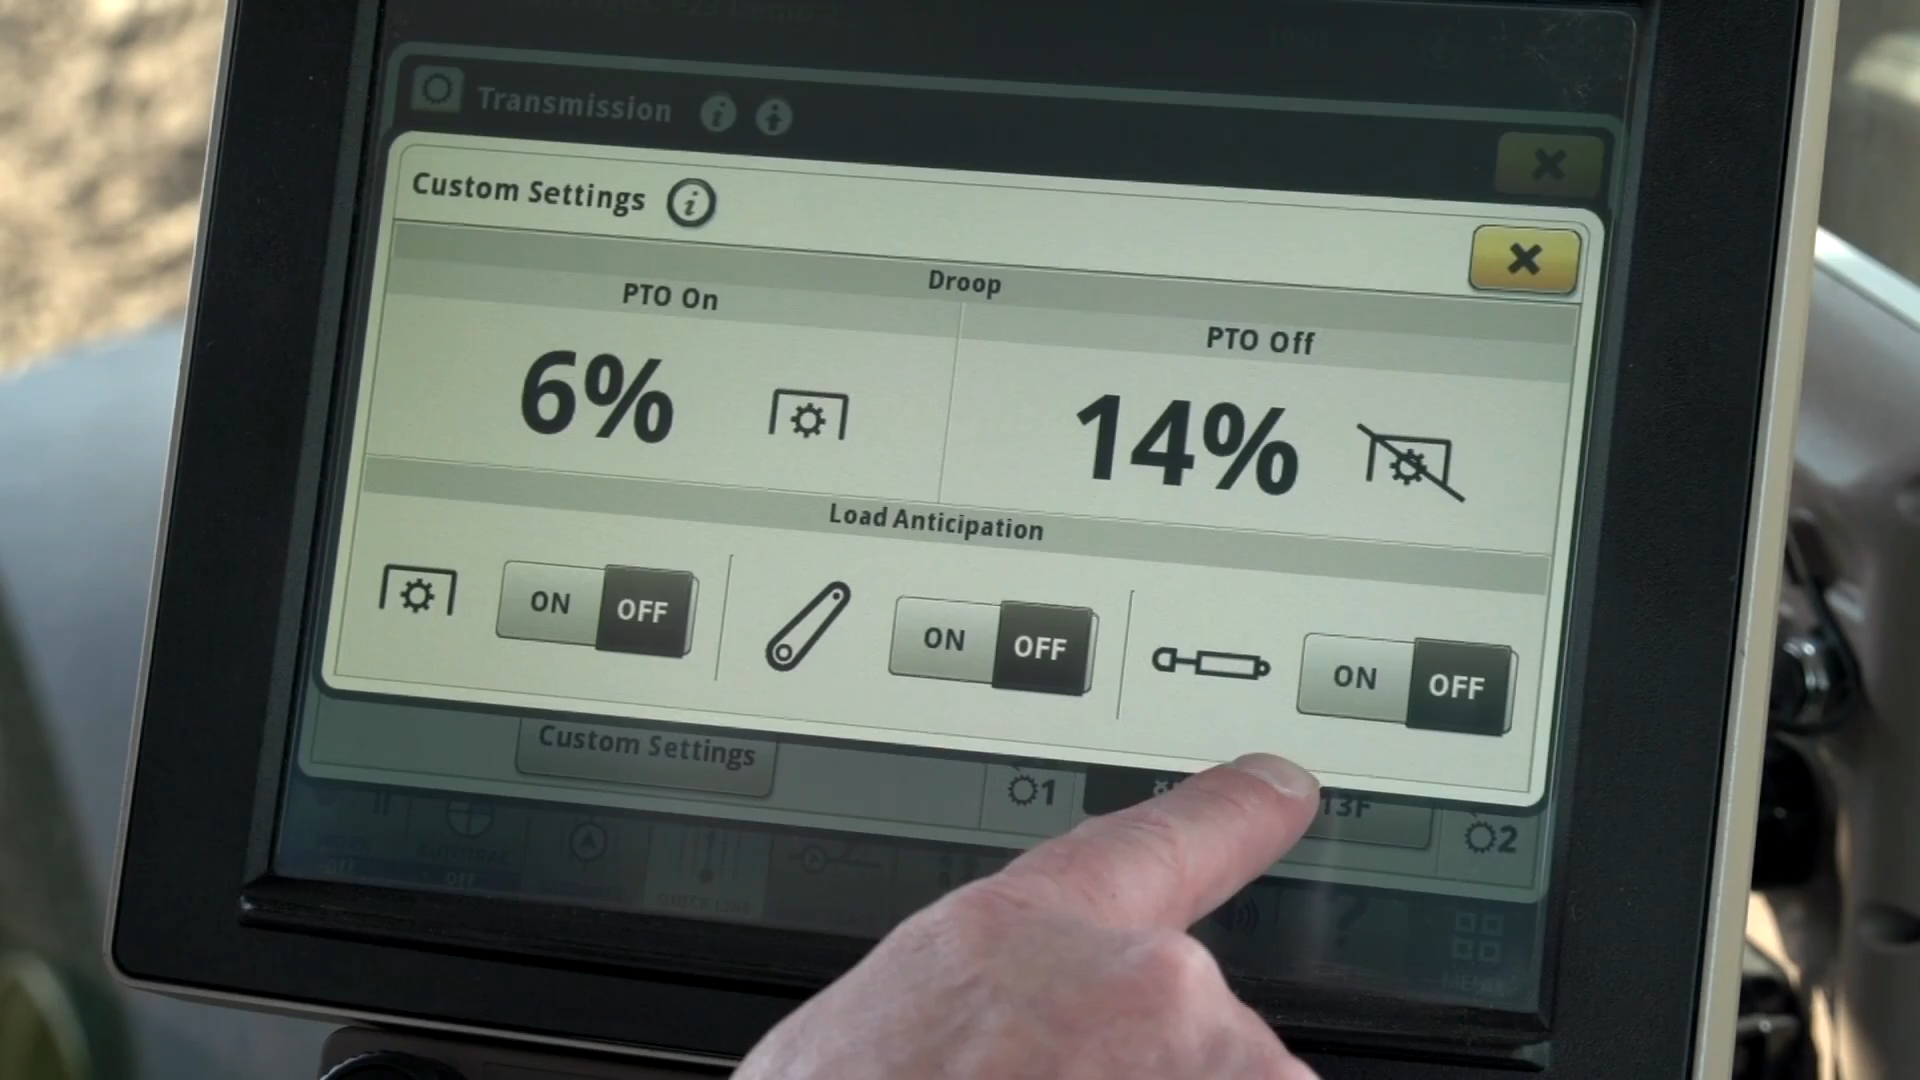 Transmission
Custom Settings
Droop
PTO On
PTO Off
6%
14%
Load Anticipation
ON OFF
ON OFF
ON OFF
Custom Settings
1
13F
2
MENU